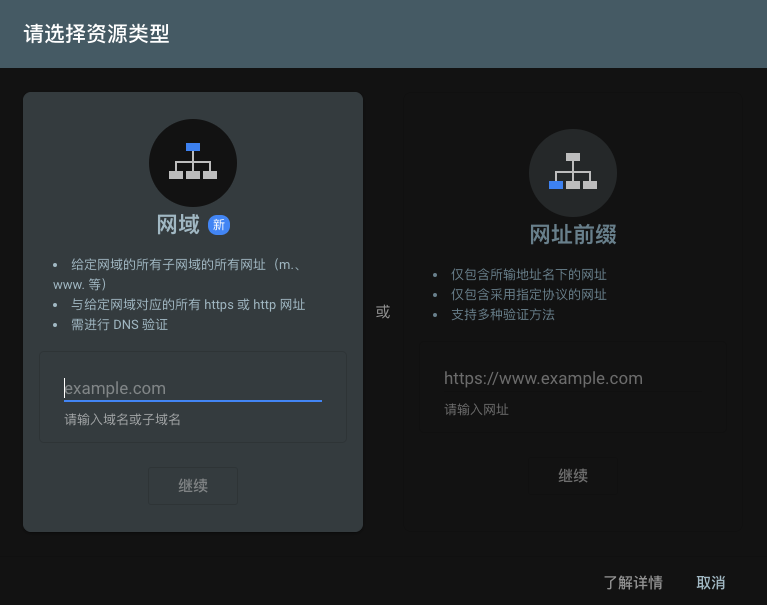 请选择资源类型
网域 新
• 给定网域的所有子网域的所有网址（m.、
www. 等）
• 与给定网域对应的所有 https 或 http 网址
• 需进行 DNS 验证
example.com
请输入域名或子域名
继续
或
网址前缀
• 仅包含所输地址名下的网址
• 仅包含采用指定协议的网址
• 支持多种验证方法
https://www.example.com
请输入网址
继续
了解详情 取消